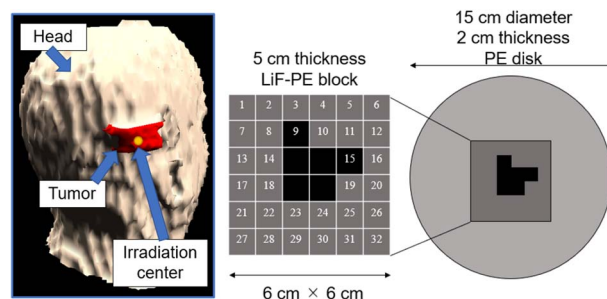 Head
Tumor
Irradiation
center
5 cm thickness
LiF-PE block
1 2 3 4 5 6
7 8 9 10 11 12
13 14 15 16
17 18 19 20
21 22 23 24 25 26
27 28 29 30 31 32
6 cm × 6 cm
15 cm diameter
2 cm thickness
PE disk